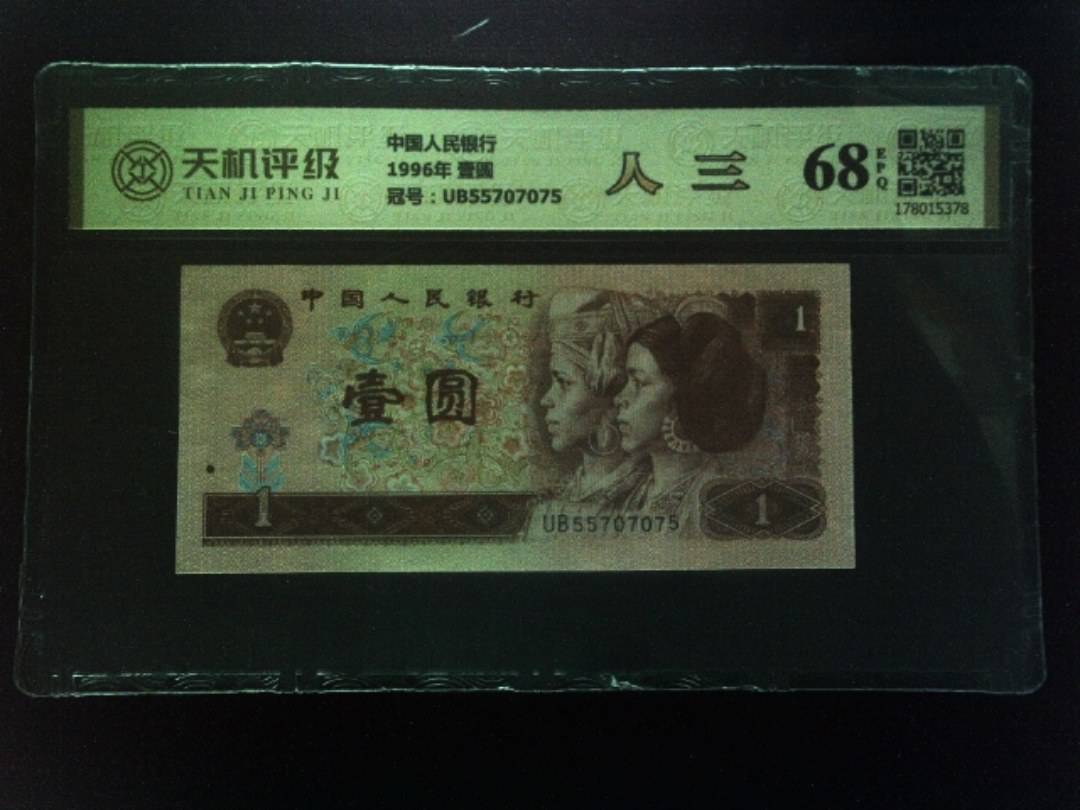 天机评级
TIAN JI PING JI
中国人民银行
1996年 壹圆
冠号：UB55707075
人 三
68
EPQ
178015378
中国人民银行
壹圆
1
1
UB55707075
1